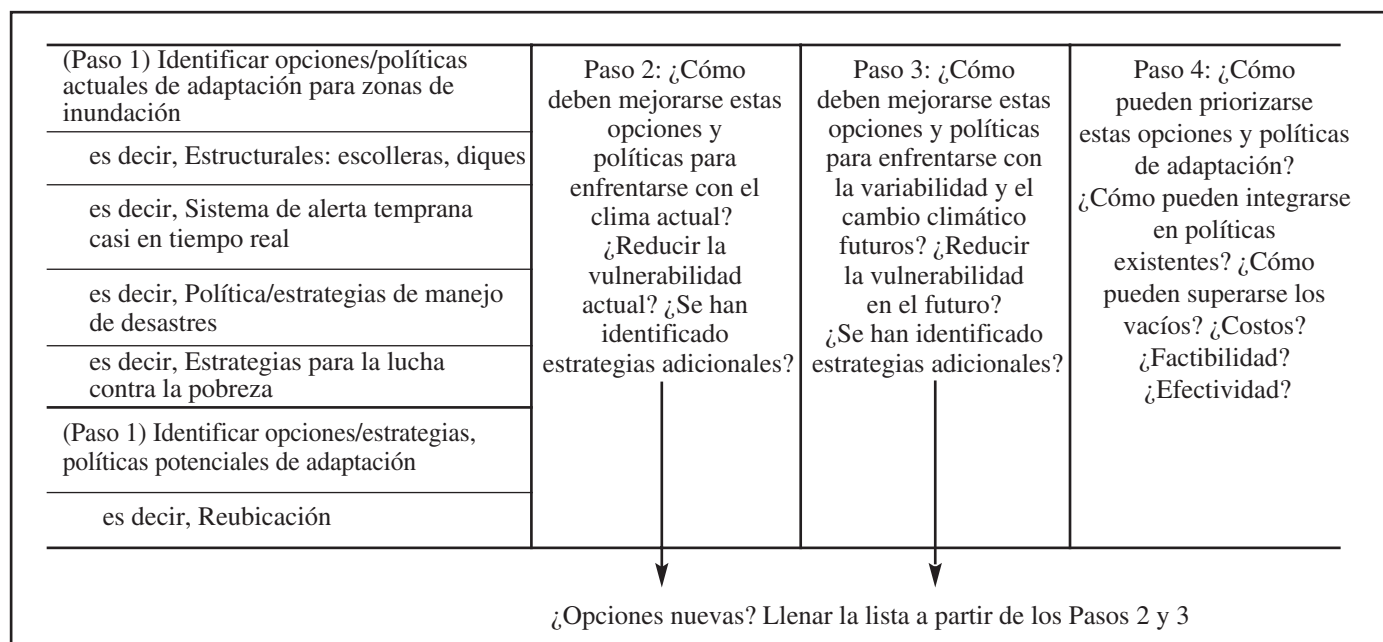 (Paso 1) Identificar opciones/políticas
actuales de adaptación para zonas de
inundación
es decir, Estructurales: escolleras, diques
es decir, Sistema de alerta temprana
casi en tiempo real
es decir, Política/estrategias de manejo
de desastres
es decir, Estrategias para la lucha
contra la pobreza
(Paso 1) Identificar opciones/estrategias,
políticas potenciales de adaptación
es decir, Reubicación
Paso 2: ¿Cómo
deben mejorarse estas
opciones y
políticas para
enfrentarse con el
clima actual?
¿Reducir la
vulnerabilidad
actual? ¿Se han
identificado
estrategias adicionales?
Paso 3: ¿Cómo
deben mejorarse estas
opciones y políticas
para enfrentarse con
la variabilidad y el
cambio climático
futuros? ¿Reducir
la vulnerabilidad
en el futuro?
¿Se han identificado
estrategias adicionales?
Paso 4: ¿Cómo
pueden priorizarse
estas opciones y políticas
de adaptación?
¿Cómo pueden integrarse
en políticas
existentes? ¿Cómo
pueden superarse los
vacíos? ¿Costos?
¿Factibilidad?
¿Efectividad?
¿Opciones nuevas? Llenar la lista a partir de los Pasos 2 y 3